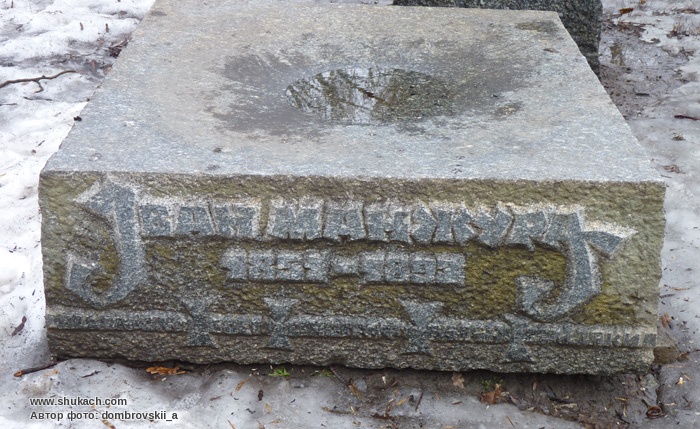 ІВАН МАНЖУРА
1851-1893
www.shukach.com
Автор фото: dombrovskii_a